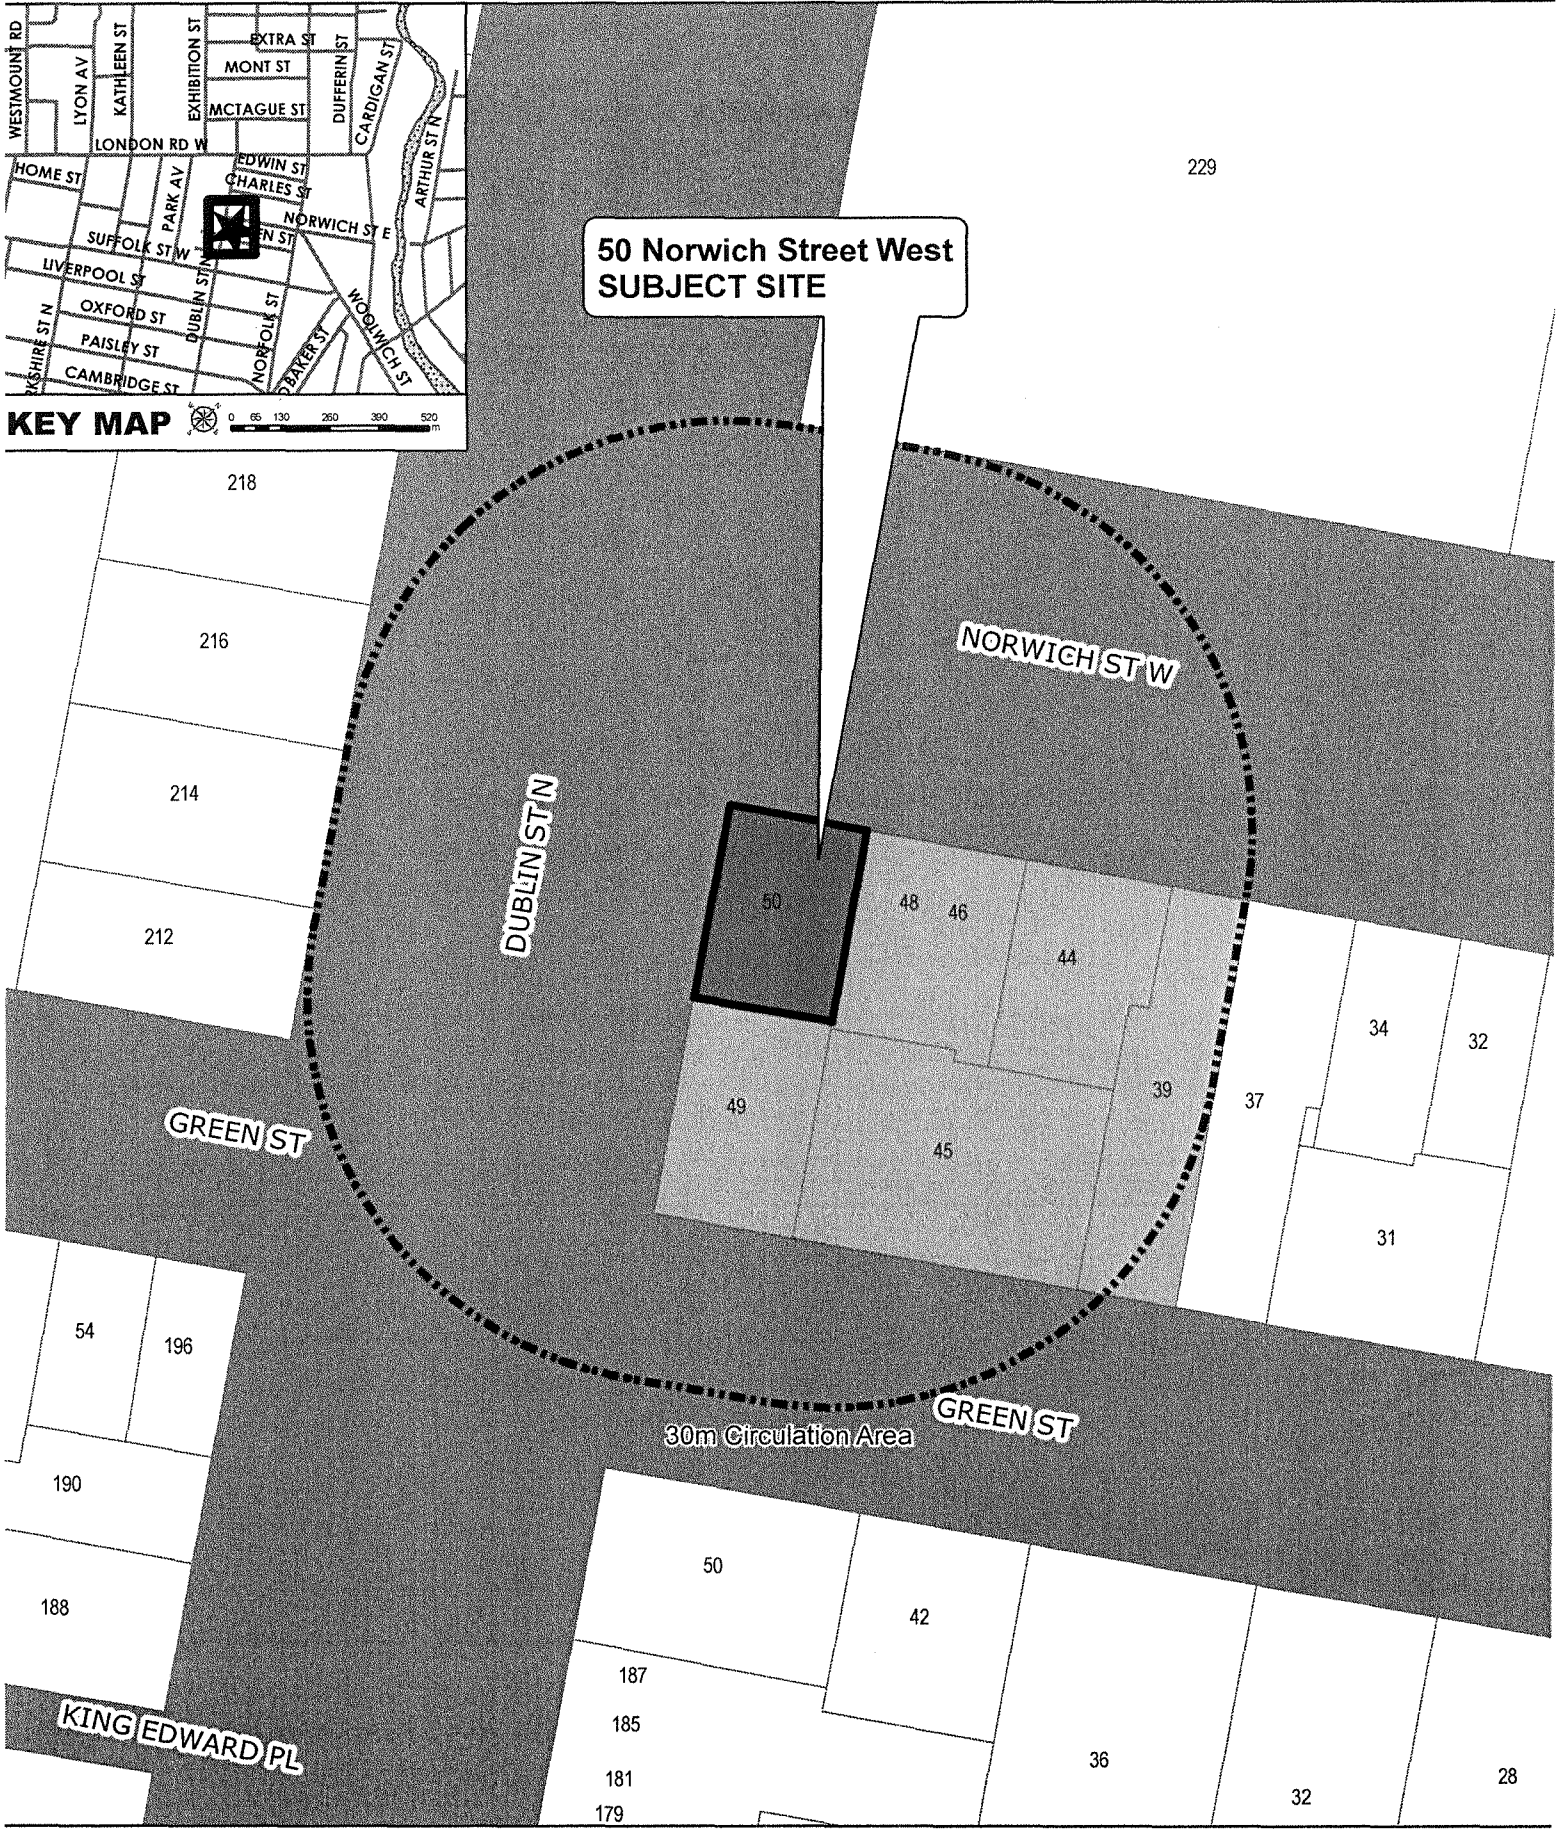 WESTMOUNT RD
LYON AV
KATHLEEN ST
EXHIBITION ST
EXTRA ST
MONT ST
MCTAGUE ST
DUFFERIN ST
CARDIGAN ST
ARTHUR ST N
LONDON RD W
HOME ST
PARK AV
EDWIN ST
CHARLES ST
NORWICH ST E
EN ST
SUFFOLK ST W
LIVERPOOL ST
DUBLIN ST N
OXFORD ST
NORFOLK ST
WOOLWICH ST
PAISLEY ST
RKSHIRE ST N
CAMBRIDGE ST
D BAKER ST
KEY MAP
0 65 130 260 390 520
m
229
50 Norwich Street West
SUBJECT SITE
218
216
NORWICH ST W
214
DUBLIN ST N
50
48
46
212
44
34
32
39
37
49
GREEN ST
45
31
54
196
GREEN ST
30m Circulation Area
190
50
188
42
187
KING EDWARD PL
185
36
181
28
32
179